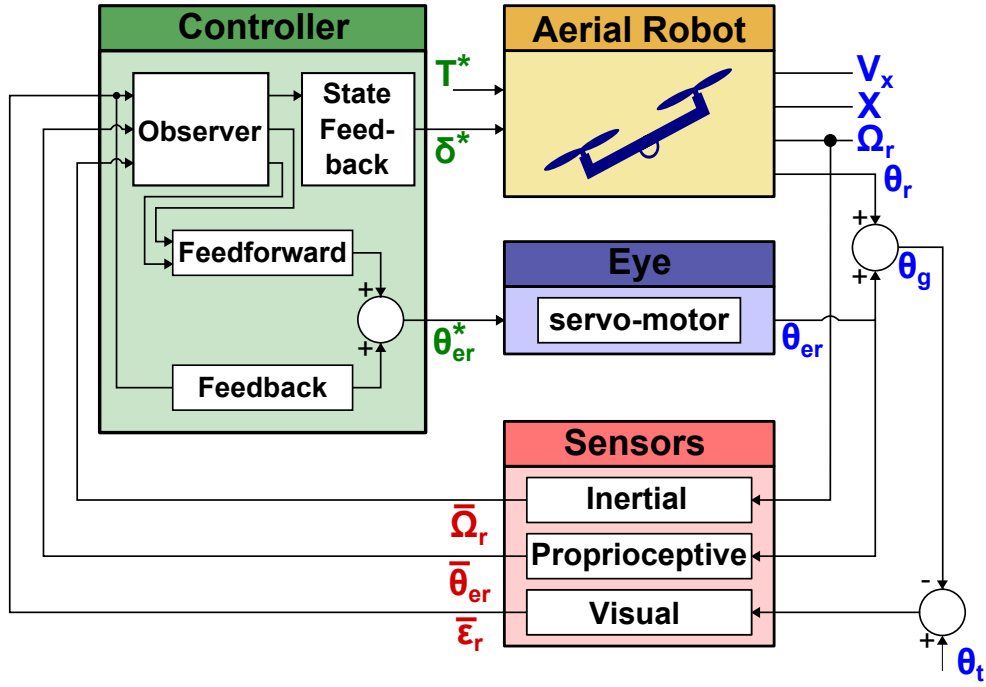 Controller
Observer
State
Feed-
back
Feedforward
+
+
Feedback
T*
δ̄*
θ*er
Aerial Robot
Vx
X
Ωr
θr
+
+
θg
Eye
servo-motor
θer
Sensors
Inertial
Proprioceptive
Visual
Ω̄r
θ̄er
ε̄r
-
+
θt